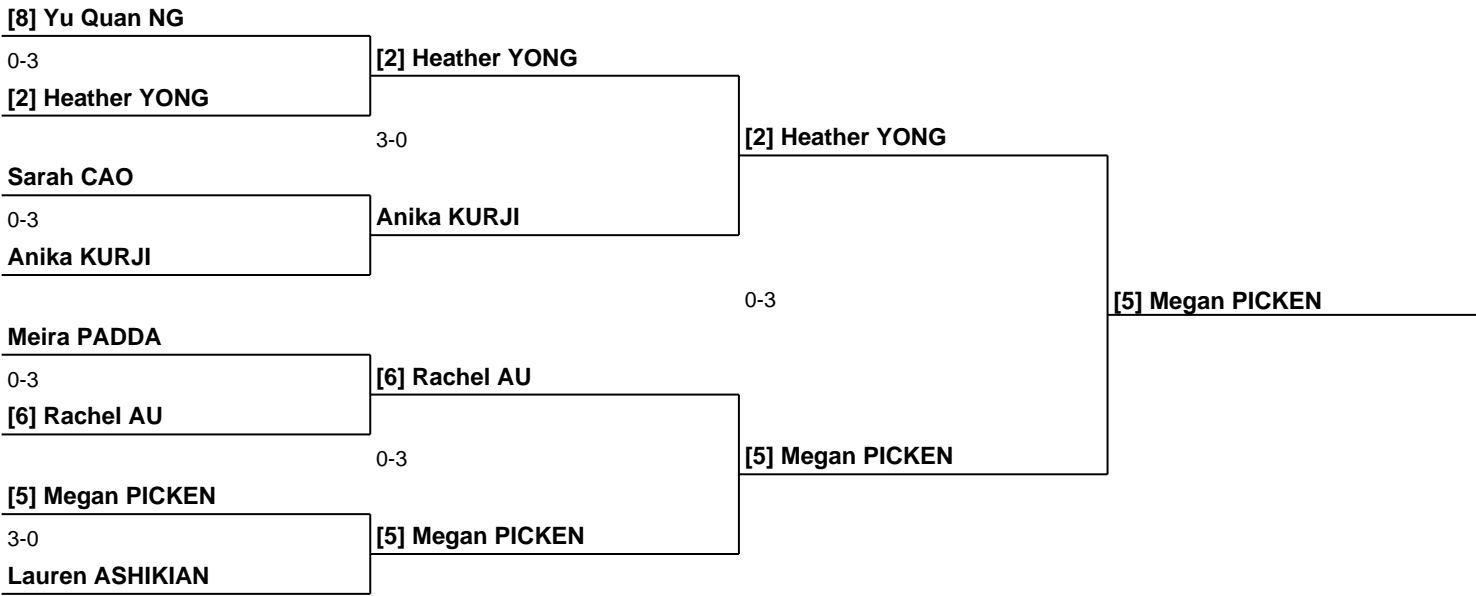 [8] Yu Quan NG
0-3
[2] Heather YONG
[2] Heather YONG
3-0
[2] Heather YONG
Sarah CAO
0-3
Anika KURJI
Anika KURJI
0-3
[5] Megan PICKEN
Meira PADDA
0-3
[6] Rachel AU
[6] Rachel AU
0-3
[5] Megan PICKEN
[5] Megan PICKEN
3-0
[5] Megan PICKEN
Lauren ASHIKIAN